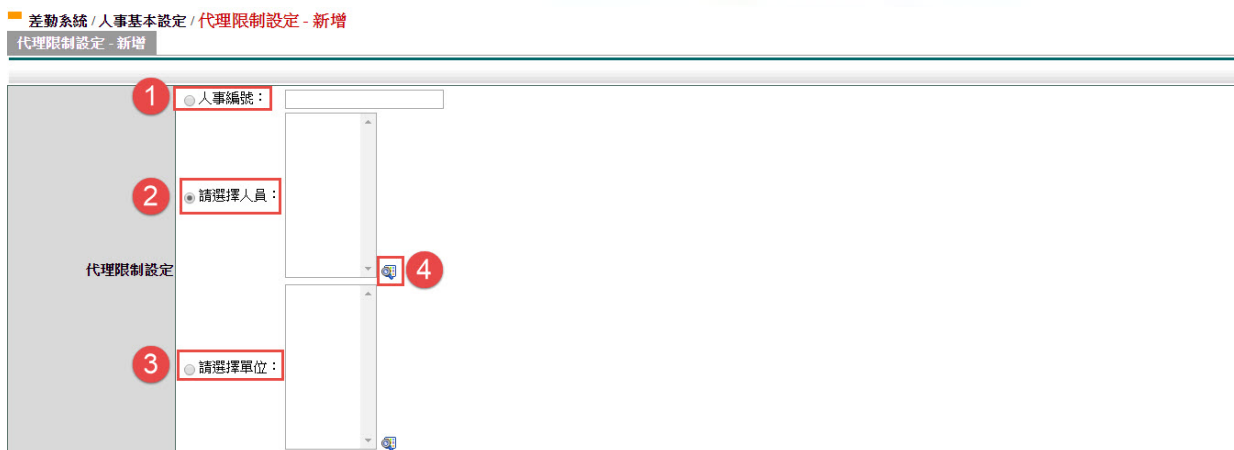 差勤系統 / 人事基本設定 / 代理限制設定 - 新增
代理限制設定 - 新增
1 人事編號：
2 請選擇人員：
代理限制設定
4
3 請選擇單位：